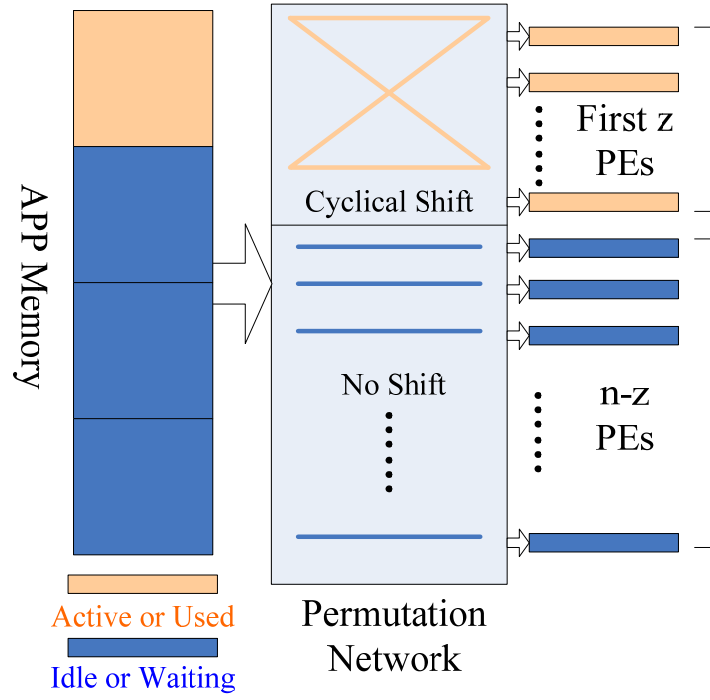 APP Memory
Cyclical Shift
No Shift
First z
PEs
n-z
PEs
Active or Used
Idle or Waiting
Permutation
Network